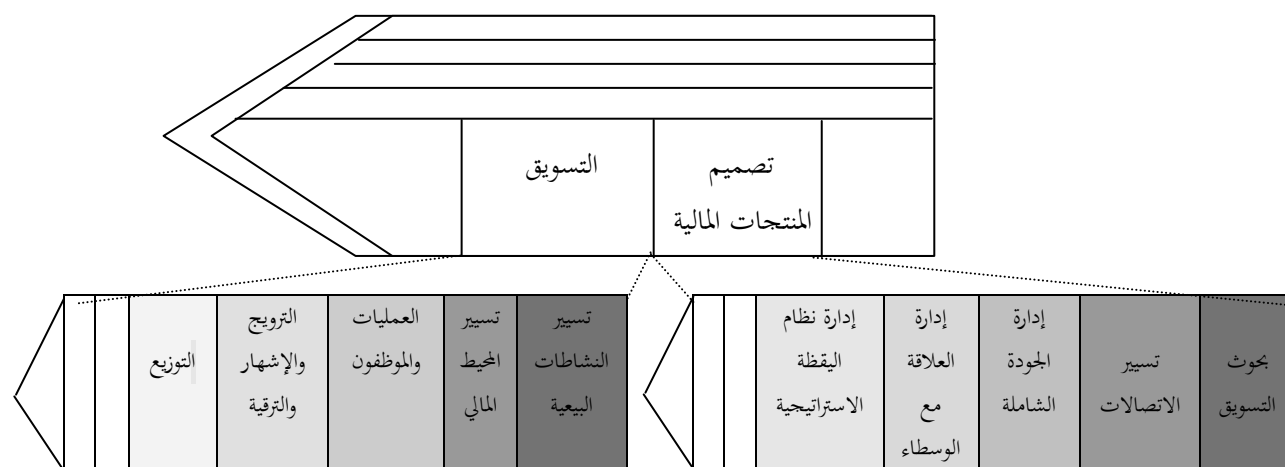 تصميم
المنتجات المالية
التسويق
بحوث
التسويق
تسيير
الاتصالات
إدارة
الجودة
الشاملة
إدارة
العلاقة
مع
الوسطاء
إدارة نظام
اليقظة
الاستراتيجية
تسيير
النشاطات
البيعية
تسيير
المحيط
المالي
العمليات
والموظفون
الترويج
والإشهار
والترقية
التوزيع